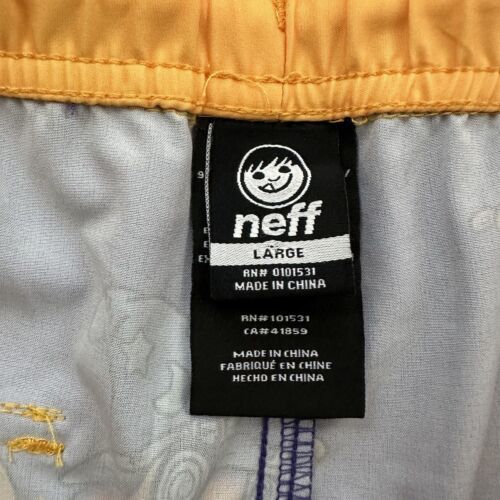 neff
LARGE
RN# 0101531
MADE IN CHINA
RN#101531
CA#41859
MADE IN CHINA
FABRIQUÉ EN CHINE
HECHO EN CHINA